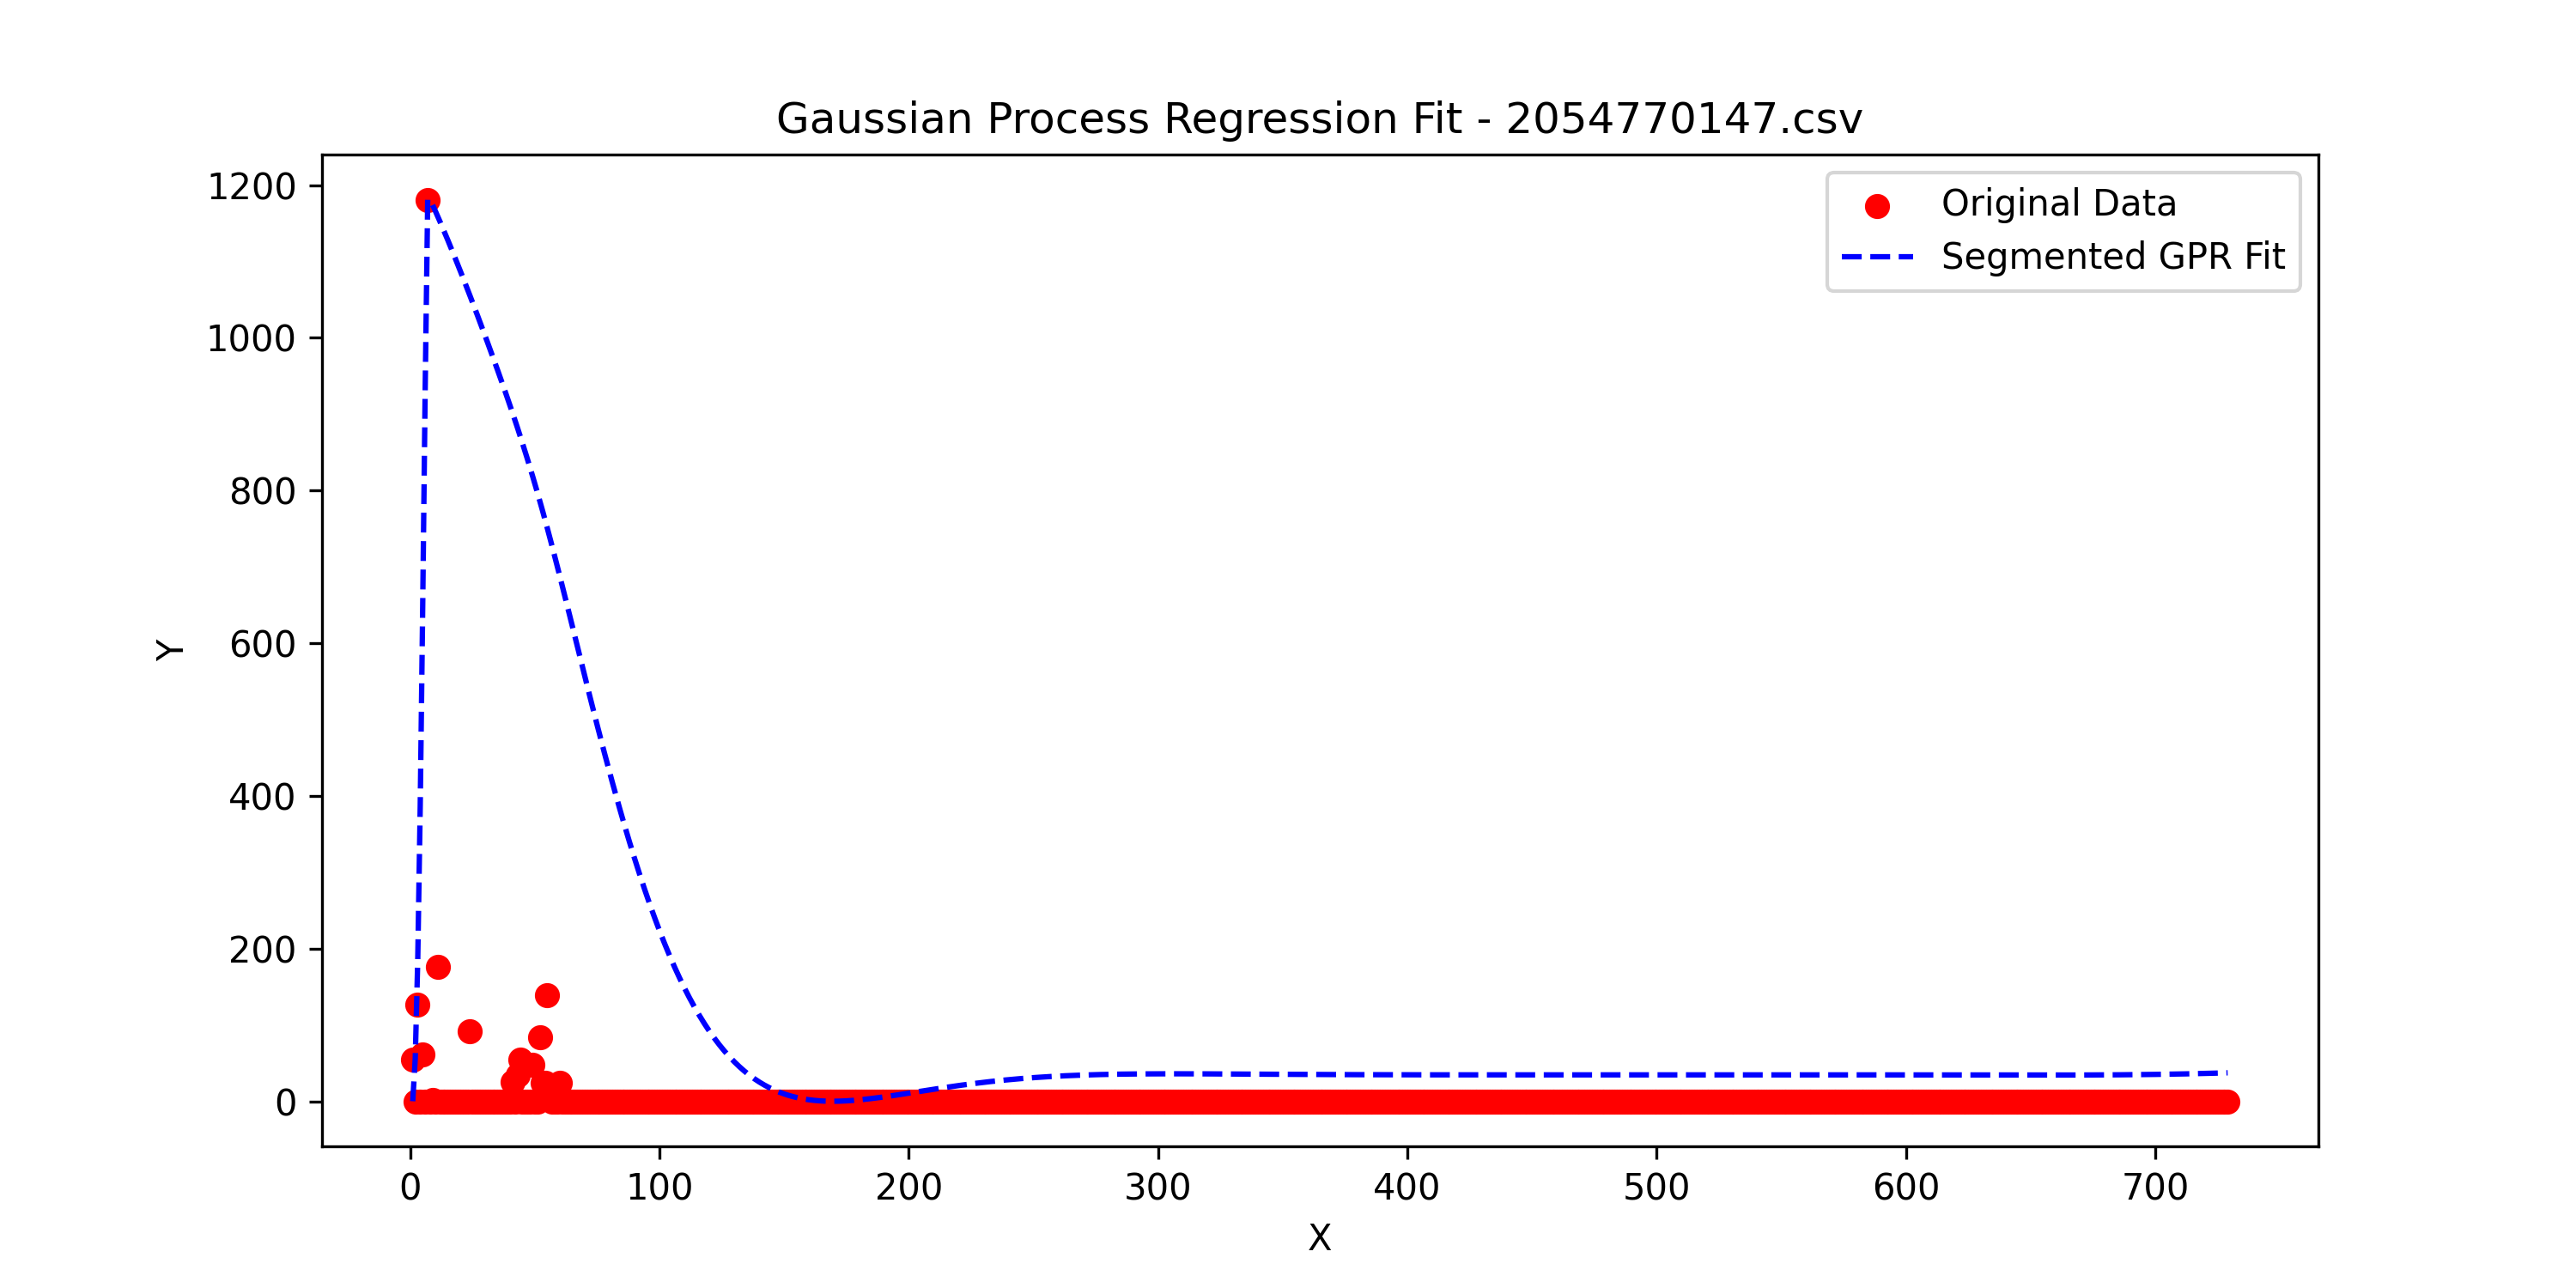 Gaussian Process Regression Fit - 2054770147.csv
Original Data
Segmented GPR Fit
1200
1000
800
600
400
200
0
Y
0 100 200 300 400 500 600 700
X